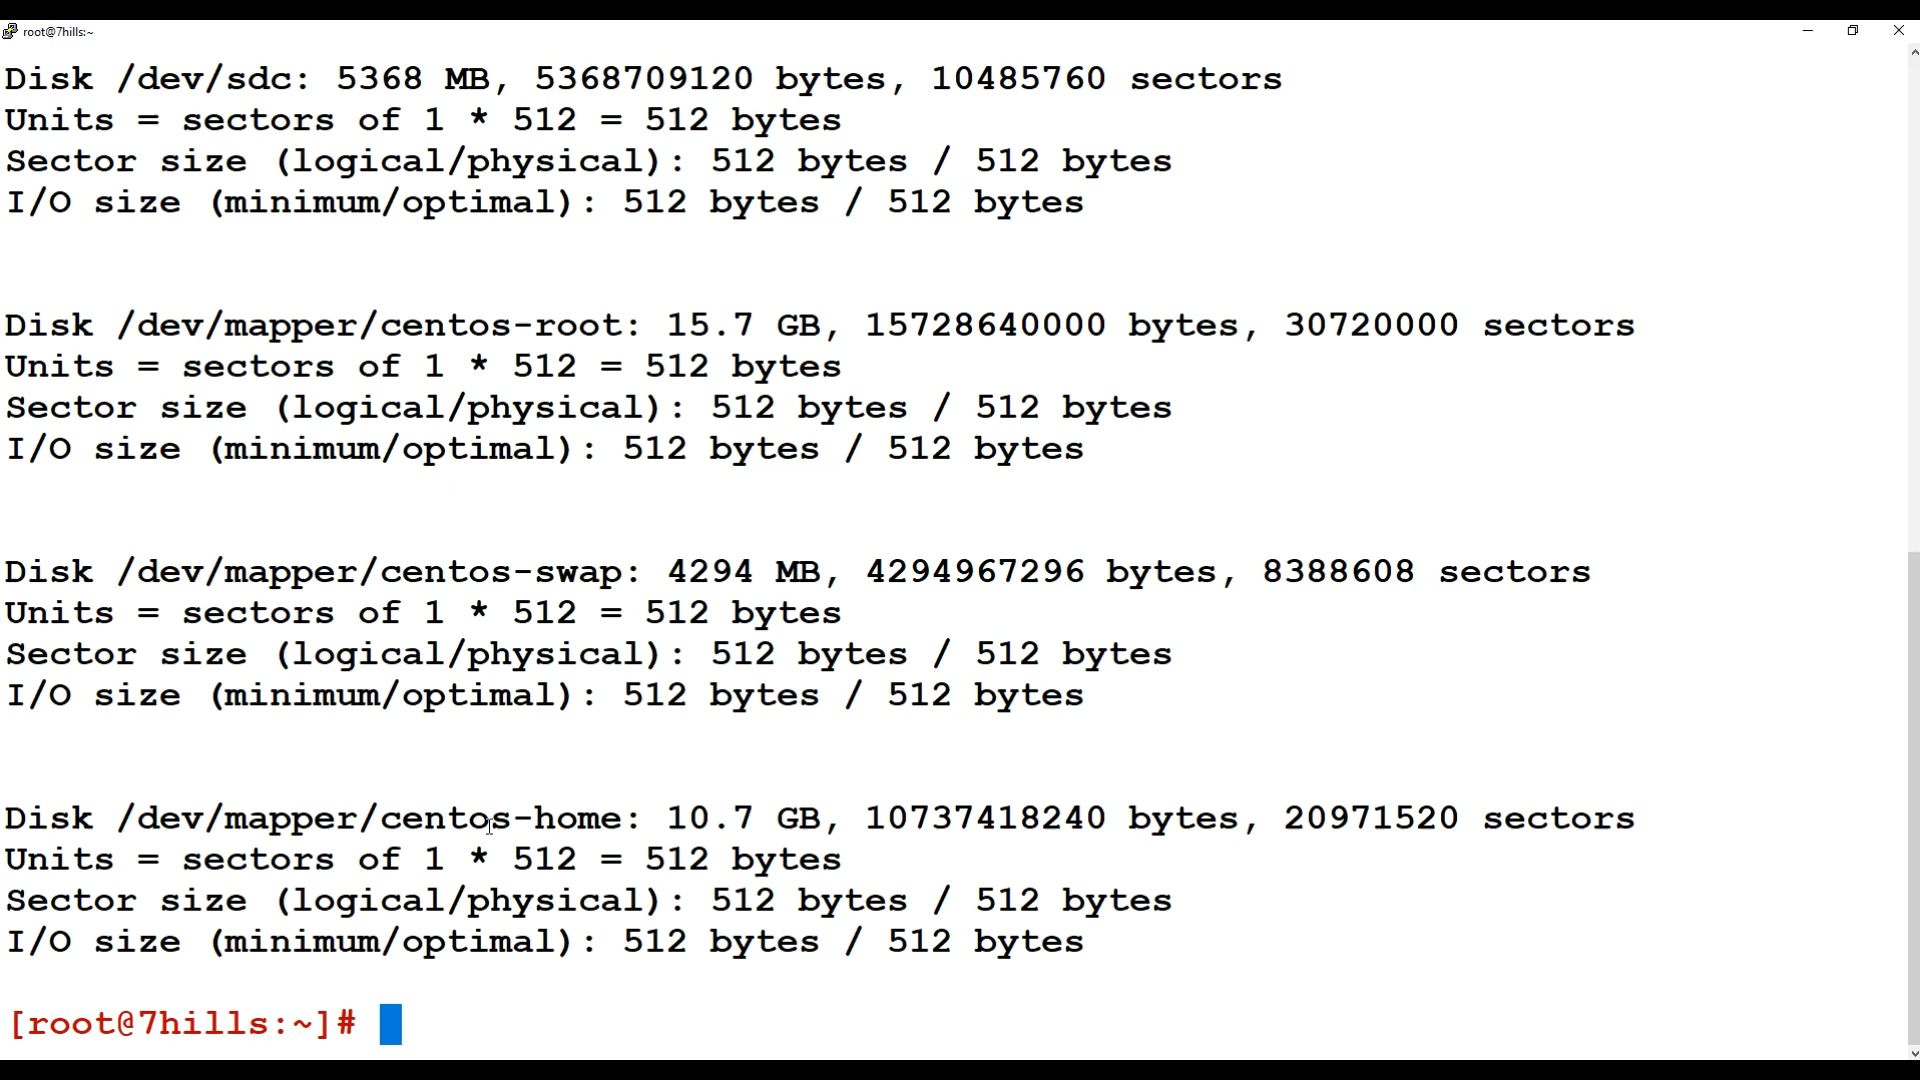 root@7hills:~
Disk /dev/sdc: 5368 MB, 5368709120 bytes, 10485760 sectors
Units = sectors of 1 * 512 = 512 bytes
Sector size (logical/physical): 512 bytes / 512 bytes
I/O size (minimum/optimal): 512 bytes / 512 bytes
Disk /dev/mapper/centos-root: 15.7 GB, 15728640000 bytes, 30720000 sectors
Units = sectors of 1 * 512 = 512 bytes
Sector size (logical/physical): 512 bytes / 512 bytes
I/O size (minimum/optimal): 512 bytes / 512 bytes
Disk /dev/mapper/centos-swap: 4294 MB, 4294967296 bytes, 8388608 sectors
Units = sectors of 1 * 512 = 512 bytes
Sector size (logical/physical): 512 bytes / 512 bytes
I/O size (minimum/optimal): 512 bytes / 512 bytes
Disk /dev/mapper/centos-home: 10.7 GB, 10737418240 bytes, 20971520 sectors
Units = sectors of 1 * 512 = 512 bytes
Sector size (logical/physical): 512 bytes / 512 bytes
I/O size (minimum/optimal): 512 bytes / 512 bytes
[root@7hills:~]#